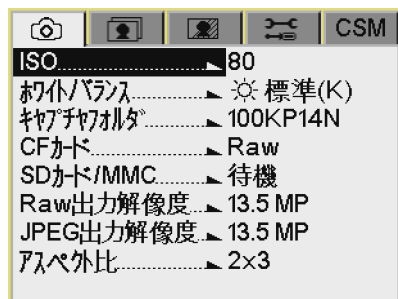 CSM
ISO 80
ﾎﾜｲﾄﾊﾞﾗﾝｽ 標準(K)
ｷｬﾌﾟﾁｬﾌｫﾙﾀﾞ 100KP14N
CFｶｰﾄﾞ Raw
SDｶｰﾄﾞ/MMC 待機
Raw出力解像度 13.5 MP
JPEG出力解像度 13.5 MP
ｱｽﾍﾟｸﾄ比 2×3